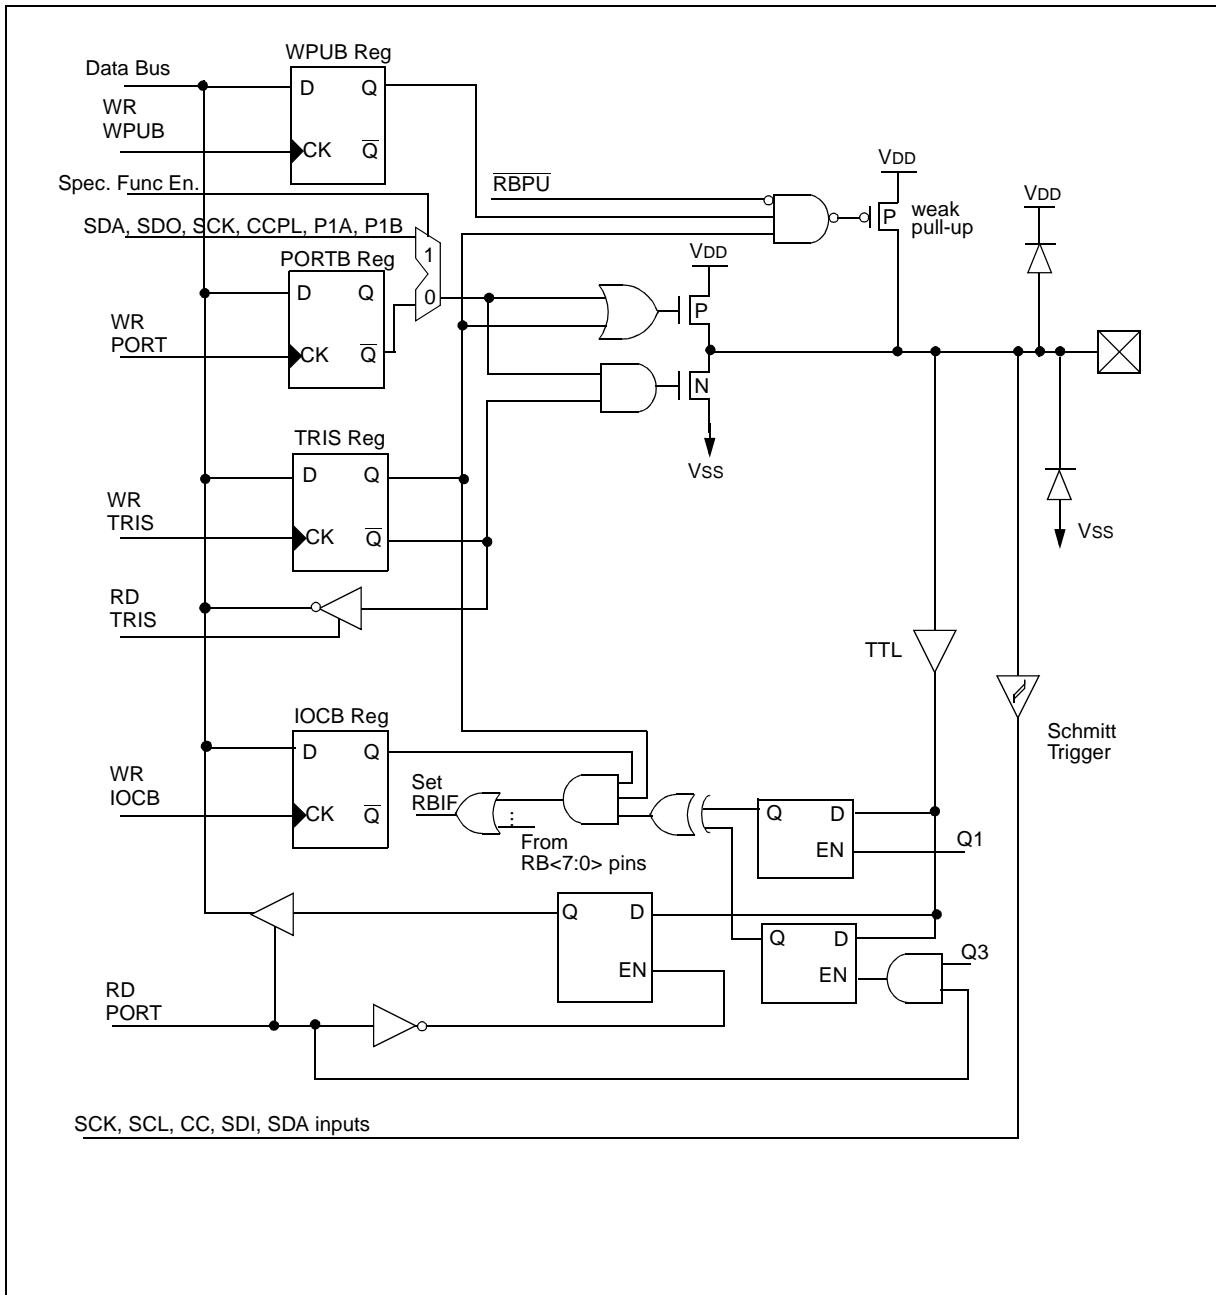 WPUB Reg
Data Bus
D Q
WR
WPUB
CK Q̅
Spec. Func En.
R̅B̅P̅U̅
VDD
P
weak
pull-up
VDD
SDA, SDO, SCK, CCPL, P1A, P1B
1
0
PORTB Reg
D Q
WR
PORT
CK Q̅
VDD
P
N
VSS
TRIS Reg
D Q
WR
TRIS
CK Q̅
VSS
RD
TRIS
TTL
IOCB Reg
D Q
WR
IOCB
CK Q̅
Schmitt
Trigger
Set
RBIF
From
RB<7:0> pins
Q D
EN
Q1
Q D
EN
Q D
EN
Q3
RD
PORT
SCK, SCL, CC, SDI, SDA inputs